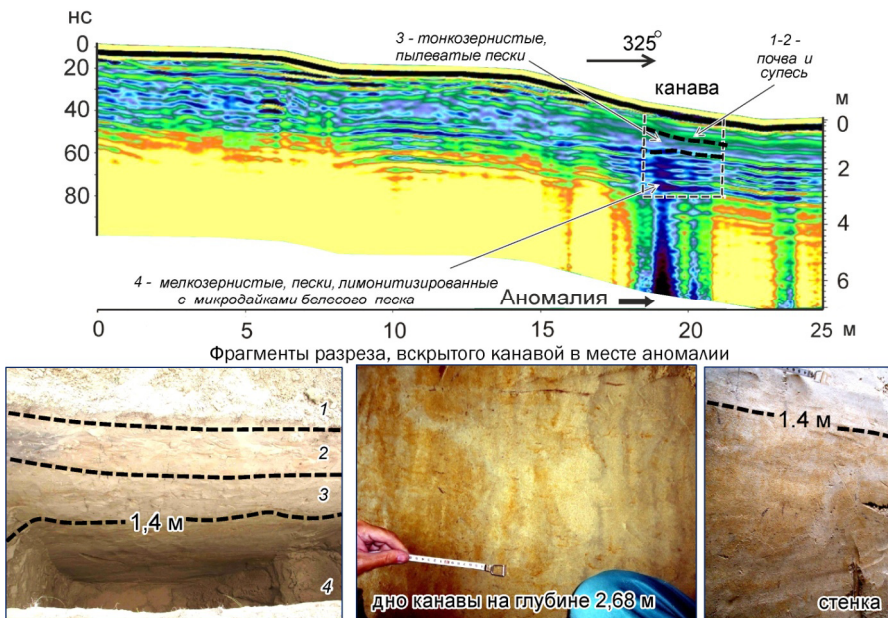 НС
0
20
40
60
80
3 - тонкозернистые,
пылеватые пески
325°
1-2 -
почва и
супесь
канава
м
0
2
4
6
4 - мелкозернистые, пески, лимонитизированные
с микродайками белесого песка
Аномалия
0
5
10
15
20
25
м
Фрагменты разреза, вскрытого канавой в месте аномалии
1
2
3
1,4 м
4
дно канавы на глубине 2,68 м
1.4 м
стенка